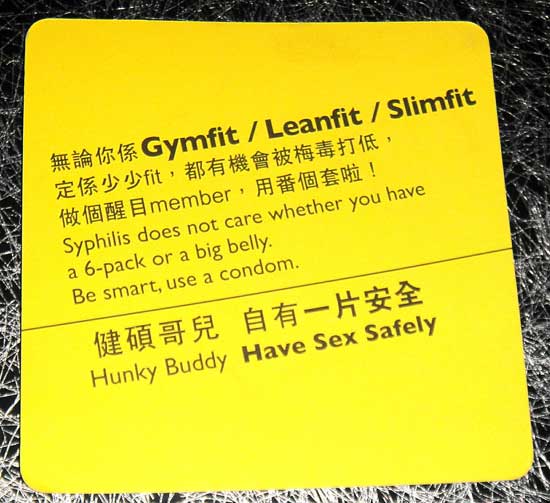 無論你係Gymfit / Leanfit / Slimfit
定係少少fit，都有機會被梅毒打低，
做個醒目member，用番個套啦！
Syphilis does not care whether you have
a 6-pack or a big belly.
Be smart, use a condom.
健碩哥兒 自有一片安全
Hunky Buddy Have Sex Safely